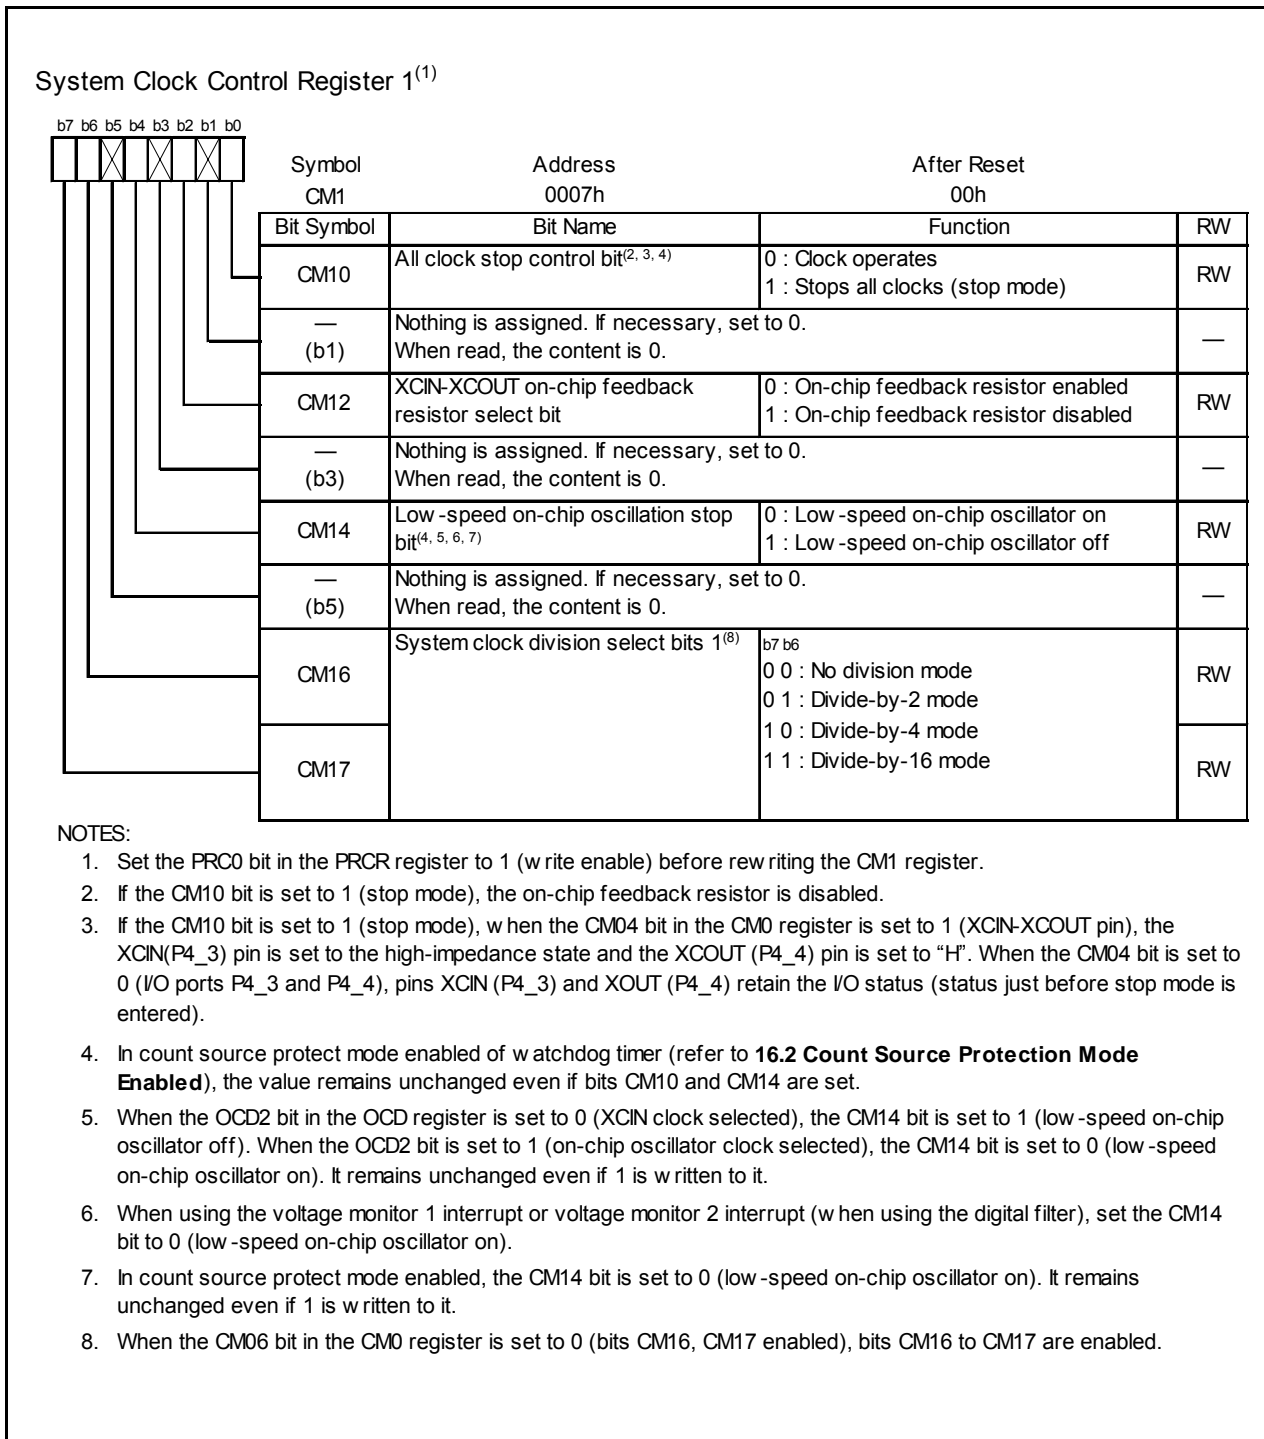 System Clock Control Register 1(1)
b7 b6 b5 b4 b3 b2 b1 b0
Symbol Address After Reset
CM1 0007h 00h
Bit Symbol Bit Name Function RW
CM10 All clock stop control bit(2, 3, 4) 0 : Clock operates RW
1 : Stops all clocks (stop mode)
— Nothing is assigned. If necessary, set to 0. —
(b1) When read, the content is 0.
CM12 XCIN-XCOUT on-chip feedback 0 : On-chip feedback resistor enabled RW
resistor select bit 1 : On-chip feedback resistor disabled
— Nothing is assigned. If necessary, set to 0. —
(b3) When read, the content is 0.
CM14 Low-speed on-chip oscillation stop 0 : Low-speed on-chip oscillator on RW
bit(4, 5, 6, 7) 1 : Low-speed on-chip oscillator off
— Nothing is assigned. If necessary, set to 0. —
(b5) When read, the content is 0.
System clock division select bits 1(8) b7 b6
CM16 0 0 : No division mode RW
0 1 : Divide-by-2 mode
1 0 : Divide-by-4 mode
CM17 1 1 : Divide-by-16 mode RW
NOTES:
1. Set the PRC0 bit in the PRCR register to 1 (write enable) before rewriting the CM1 register.
2. If the CM10 bit is set to 1 (stop mode), the on-chip feedback resistor is disabled.
3. If the CM10 bit is set to 1 (stop mode), when the CM04 bit in the CM0 register is set to 1 (XCIN-XCOUT pin), the
XCIN(P4_3) pin is set to the high-impedance state and the XCOUT (P4_4) pin is set to “H”. When the CM04 bit is set to
0 (I/O ports P4_3 and P4_4), pins XCIN (P4_3) and XOUT (P4_4) retain the I/O status (status just before stop mode is
entered).
4. In count source protect mode enabled of watchdog timer (refer to 16.2 Count Source Protection Mode
Enabled), the value remains unchanged even if bits CM10 and CM14 are set.
5. When the OCD2 bit in the OCD register is set to 0 (XCIN clock selected), the CM14 bit is set to 1 (low-speed on-chip
oscillator off). When the OCD2 bit is set to 1 (on-chip oscillator clock selected), the CM14 bit is set to 0 (low-speed
on-chip oscillator on). It remains unchanged even if 1 is written to it.
6. When using the voltage monitor 1 interrupt or voltage monitor 2 interrupt (when using the digital filter), set the CM14
bit to 0 (low-speed on-chip oscillator on).
7. In count source protect mode enabled, the CM14 bit is set to 0 (low-speed on-chip oscillator on). It remains
unchanged even if 1 is written to it.
8. When the CM06 bit in the CM0 register is set to 0 (bits CM16, CM17 enabled), bits CM16 to CM17 are enabled.